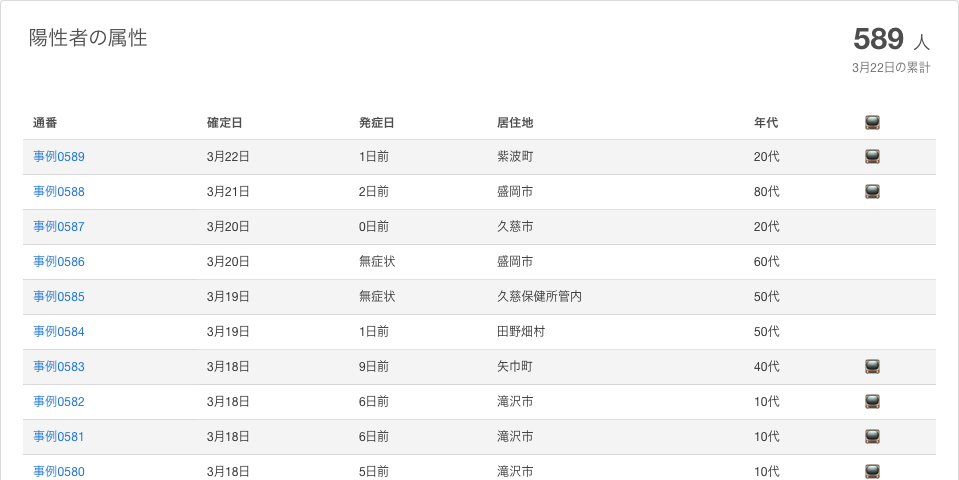 陽性者の属性
589 人
3月22日の累計
通番 確定日 発症日 居住地 年代
事例0589 3月22日 1日前 紫波町 20代
事例0588 3月21日 2日前 盛岡市 80代
事例0587 3月20日 0日前 久慈市 20代
事例0586 3月20日 無症状 盛岡市 60代
事例0585 3月19日 無症状 久慈保健所管内 50代
事例0584 3月19日 1日前 田野畑村 50代
事例0583 3月18日 9日前 矢巾町 40代
事例0582 3月18日 6日前 滝沢市 10代
事例0581 3月18日 6日前 滝沢市 10代
事例0580 3月18日 5日前 滝沢市 10代